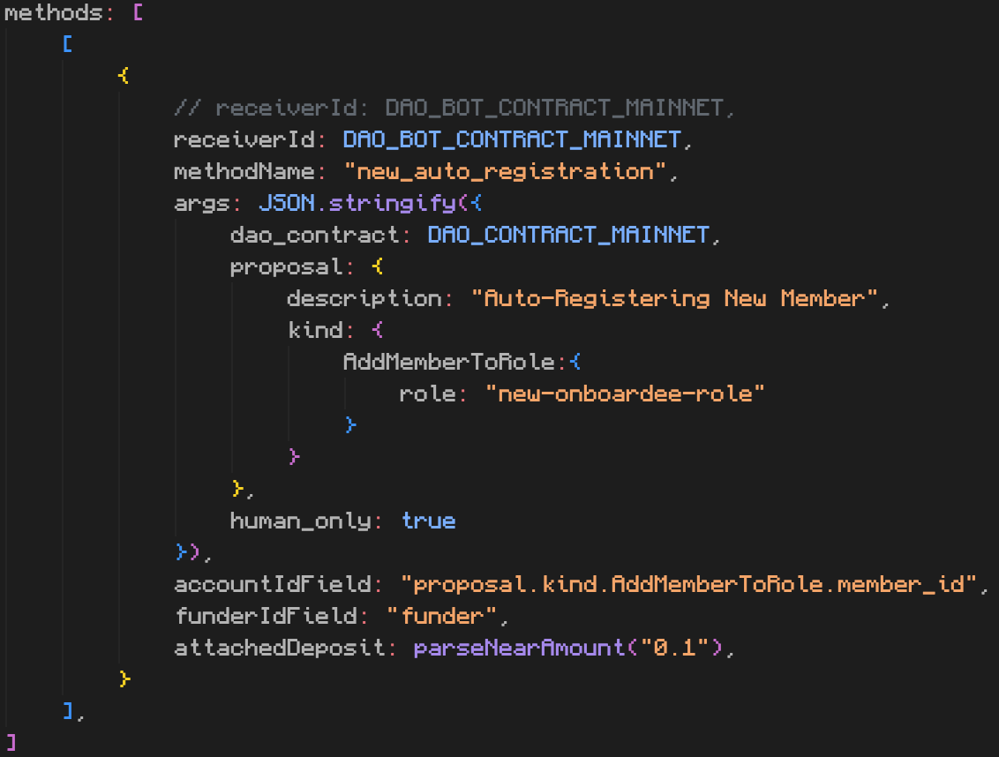 methods: [
    [
        {
            // receiverId: DAO_BOT_CONTRACT_MAINNET,
            receiverId: DAO_BOT_CONTRACT_MAINNET,
            methodName: "new_auto_registration",
            args: JSON.stringify({
                dao_contract: DAO_CONTRACT_MAINNET,
                proposal: {
                    description: "Auto-Registering New Member",
                    kind: {
                        AddMemberToRole:{
                            role: "new-onboardee-role"
                        }
                    }
                },
                human_only: true
            }),
            accountIdField: "proposal.kind.AddMemberToRole.member_id",
            funderIdField: "funder",
            attachedDeposit: parseNearAmount("0.1"),
        }
    ],
]